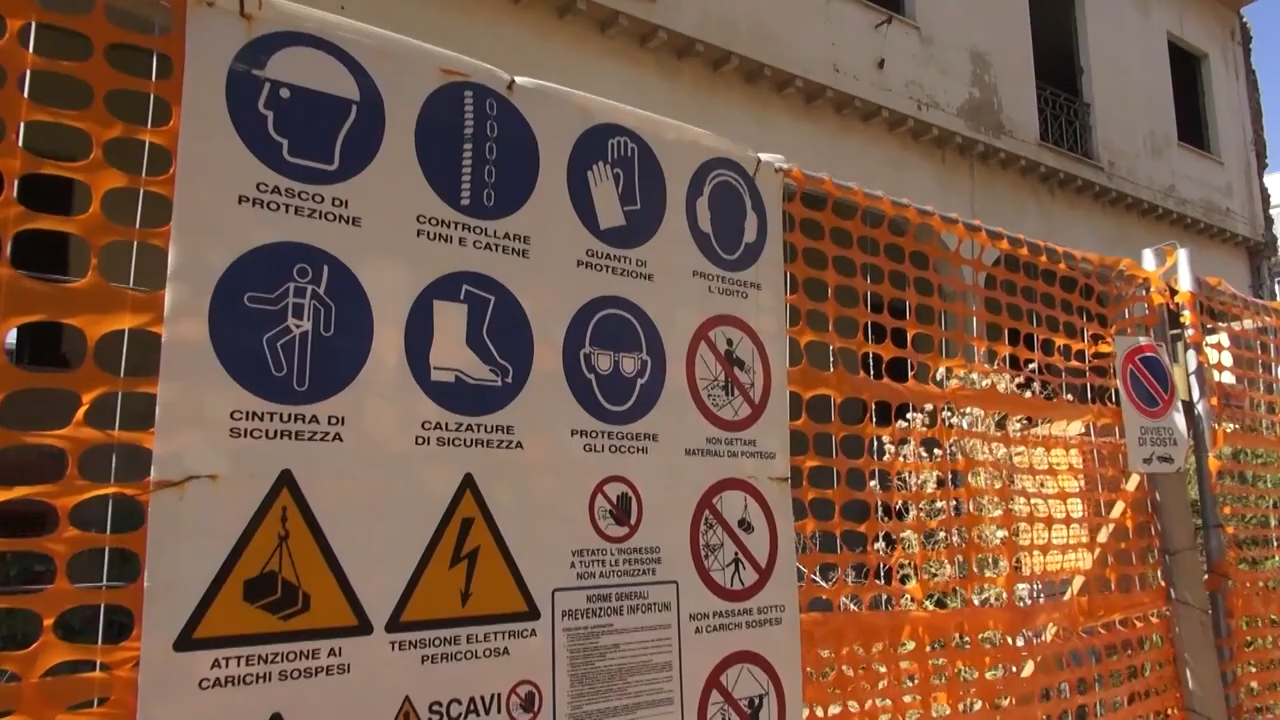 CASCO DI
PROTEZIONE
CONTROLLARE
FUNI E CATENE
GUANTI DI
PROTEZIONE
PROTEGGERE
L'UDITO
CINTURA DI
SICUREZZA
CALZATURE
DI SICUREZZA
PROTEGGERE
GLI OCCHI
NON GETTARE
MATERIALI DAI PONTEGGI
ATTENZIONE AI
CARICHI SOSPESI
TENSIONE ELETTRICA
PERICOLOSA
VIETATO L'INGRESSO
A TUTTE LE PERSONE
NON AUTORIZZATE
NON PASSARE SOTTO
AI CARICHI SOSPESI
NORME GENERALI
PREVENZIONE INFORTUNI
SCAVI
DIVIETO
DI SOSTA